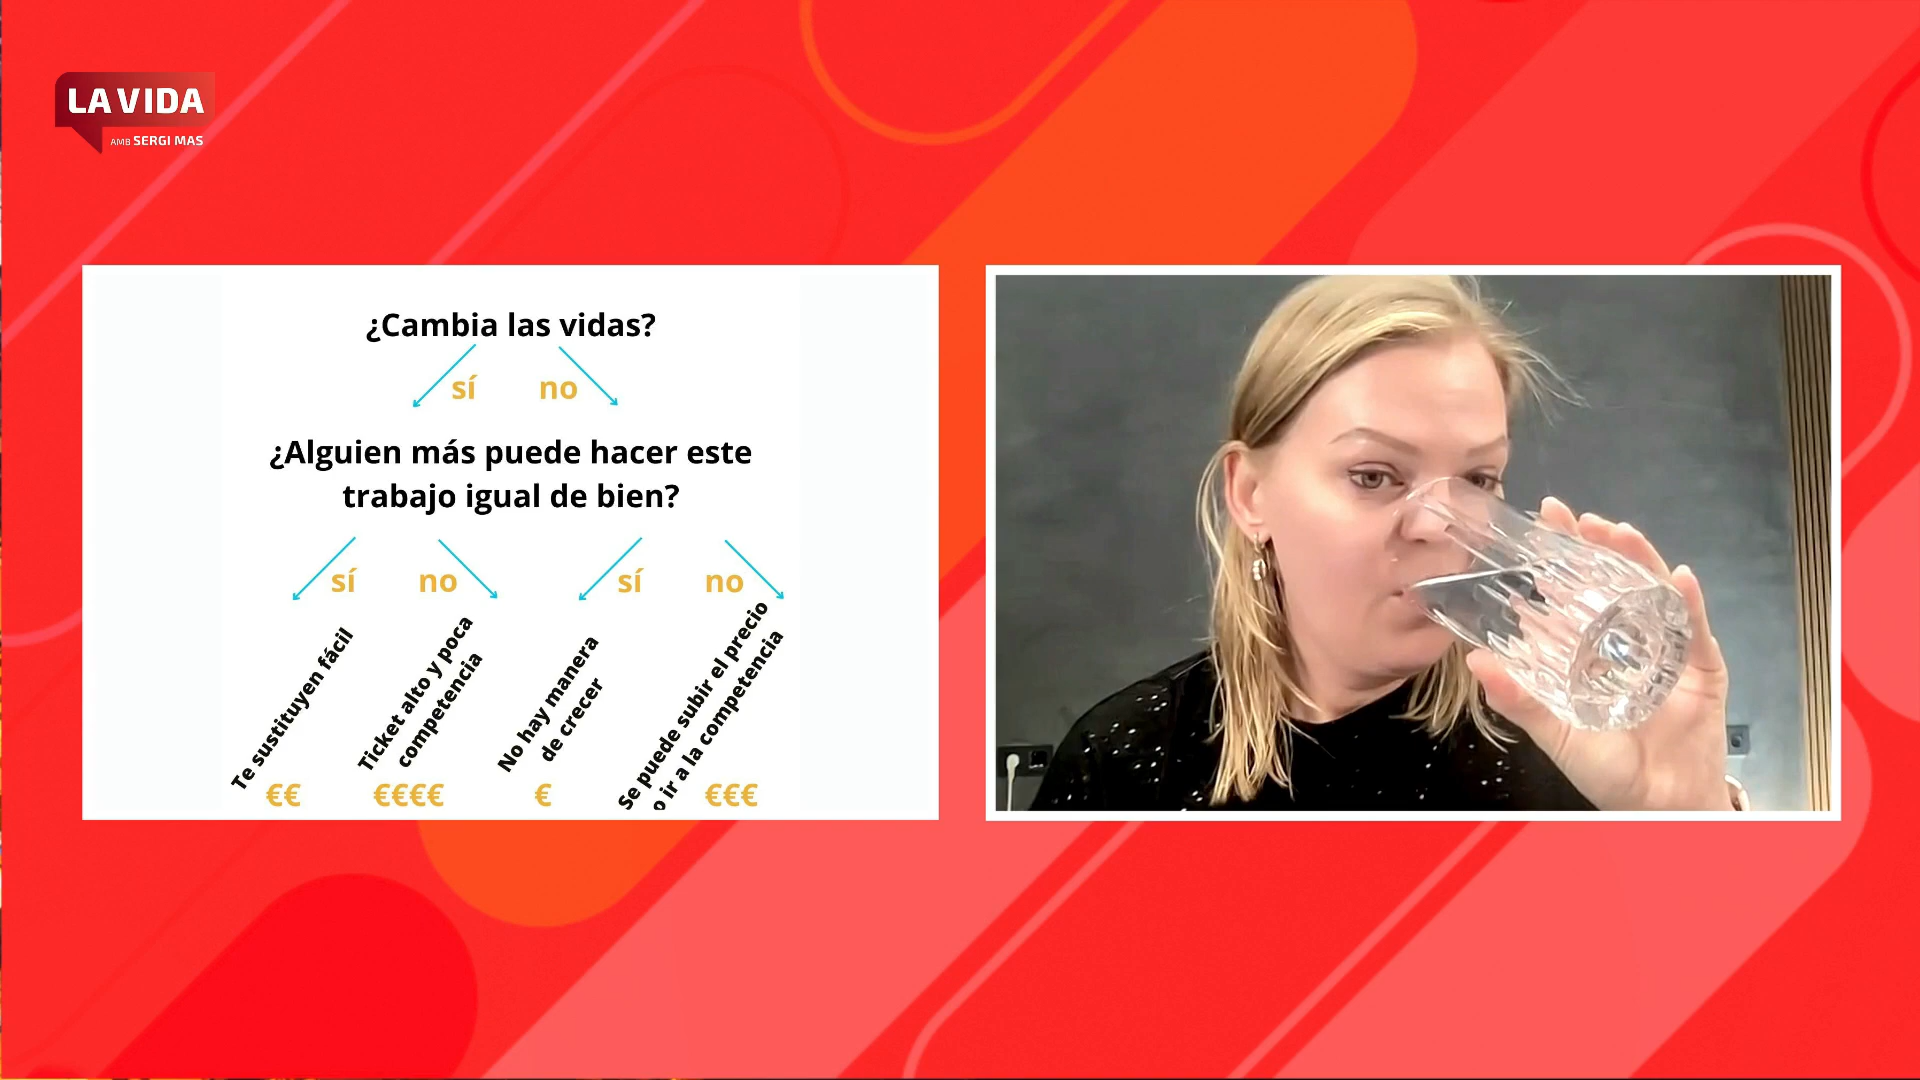 LA VIDA
AMB SERGI MAS
¿Cambia las vidas?
sí no
¿Alguien más puede hacer este
trabajo igual de bien?
sí no sí no
Te sustituyen fácil
Ticket alto y poca
competencia
No hay manera
de crecer
Se puede subir el precio
o ir a la competencia
€€ €€€€ € €€€